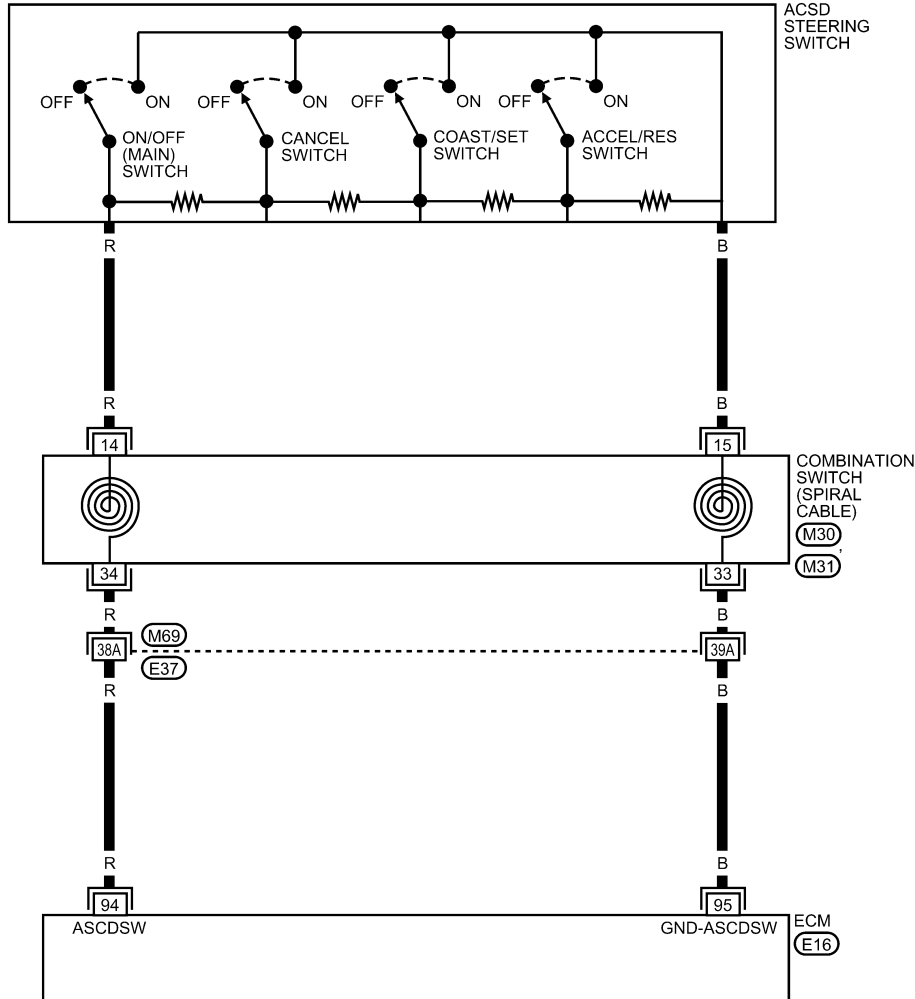 ACSD
STEERING
SWITCH
OFF
ON
OFF
ON
OFF
ON
OFF
ON
ON/OFF
(MAIN)
SWITCH
CANCEL
SWITCH
COAST/SET
SWITCH
ACCEL/RES
SWITCH
R
B
R
B
14
15
COMBINATION
SWITCH
(SPIRAL
CABLE)
M30
,
M31
34
33
R
B
38A
M69
E37
39A
R
B
R
B
94
95
ASCDSW
GND-ASCDSW
ECM
E16